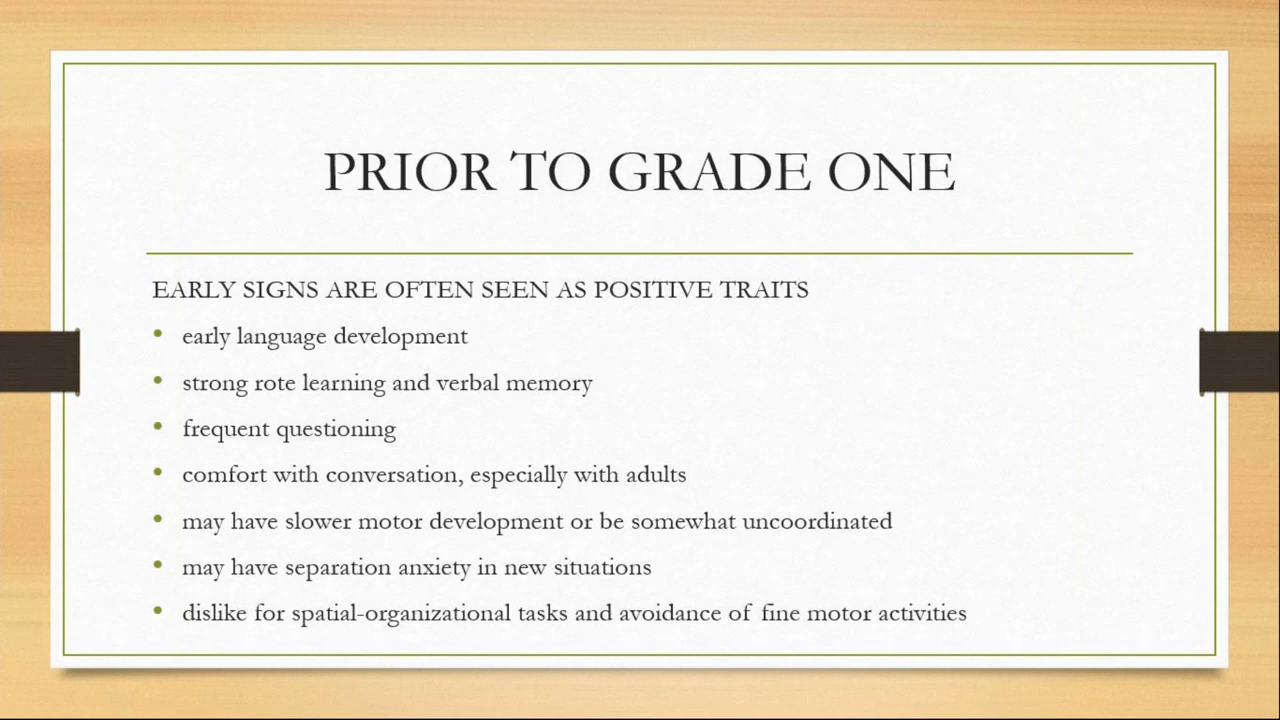 PRIOR TO GRADE ONE
EARLY SIGNS ARE OFTEN SEEN AS POSITIVE TRAITS
• early language development
• strong rote learning and verbal memory
• frequent questioning
• comfort with conversation, especially with adults
• may have slower motor development or be somewhat uncoordinated
• may have separation anxiety in new situations
• dislike for spatial-organizational tasks and avoidance of fine motor activities